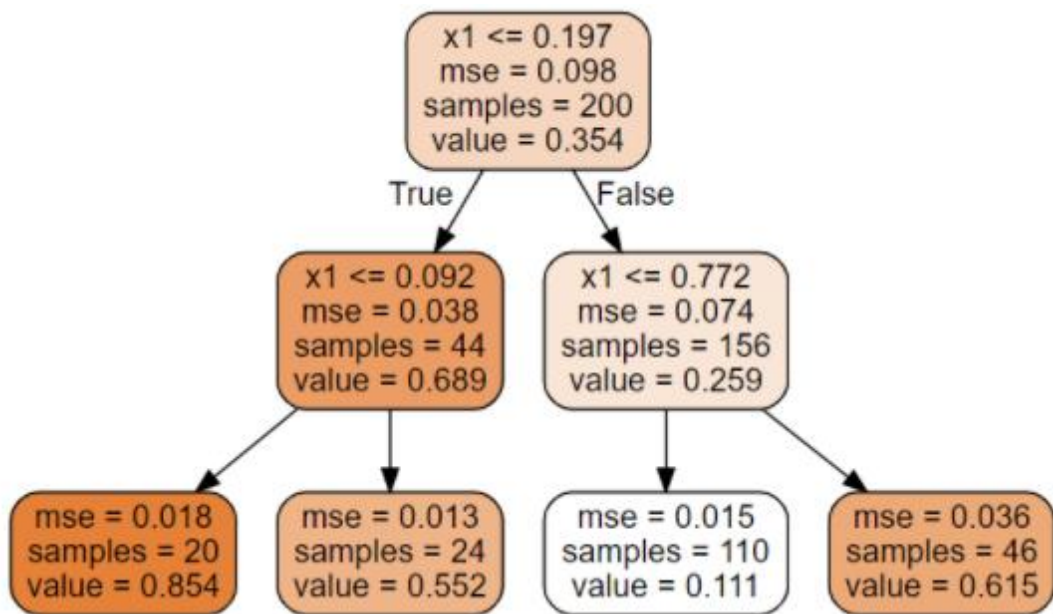 x1 <= 0.197
mse = 0.098
samples = 200
value = 0.354
True
False
x1 <= 0.092
mse = 0.038
samples = 44
value = 0.689
x1 <= 0.772
mse = 0.074
samples = 156
value = 0.259
mse = 0.018
samples = 20
value = 0.854
mse = 0.013
samples = 24
value = 0.552
mse = 0.015
samples = 110
value = 0.111
mse = 0.036
samples = 46
value = 0.615